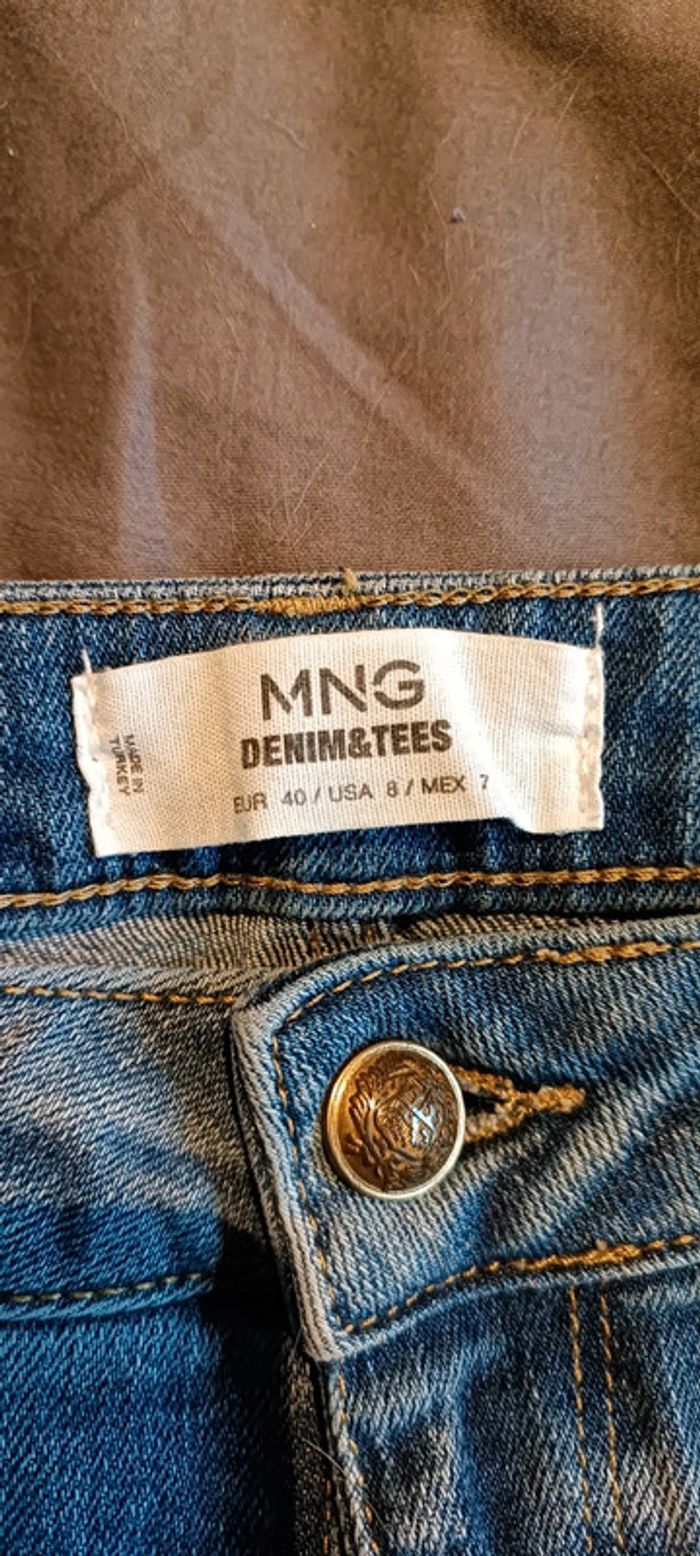 MNG
DENIM&TEES
EUR 40 / USA 8 / MEX 7
MADE IN
TURKEY